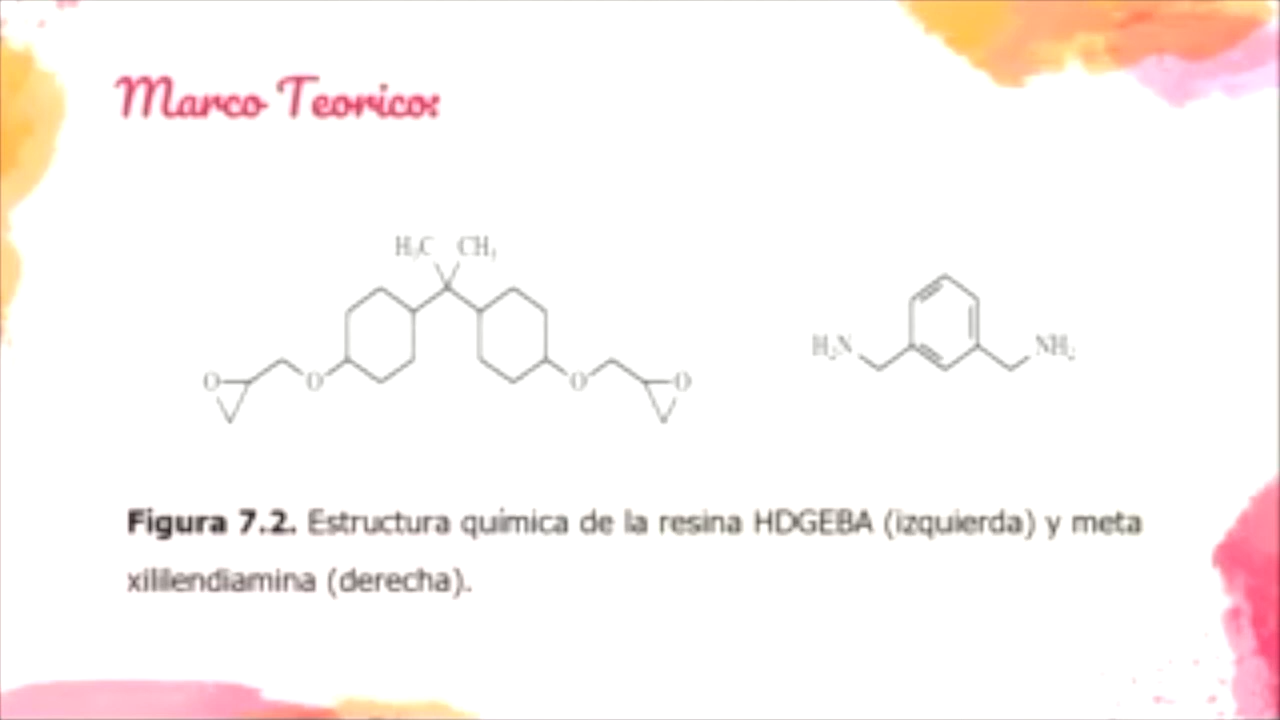 Marco Teorico:
H₃C CH₃
O O O O
H₂N NH₂
Figura 7.2. Estructura química de la resina HDGEBA (izquierda) y meta
xililendiamina (derecha).